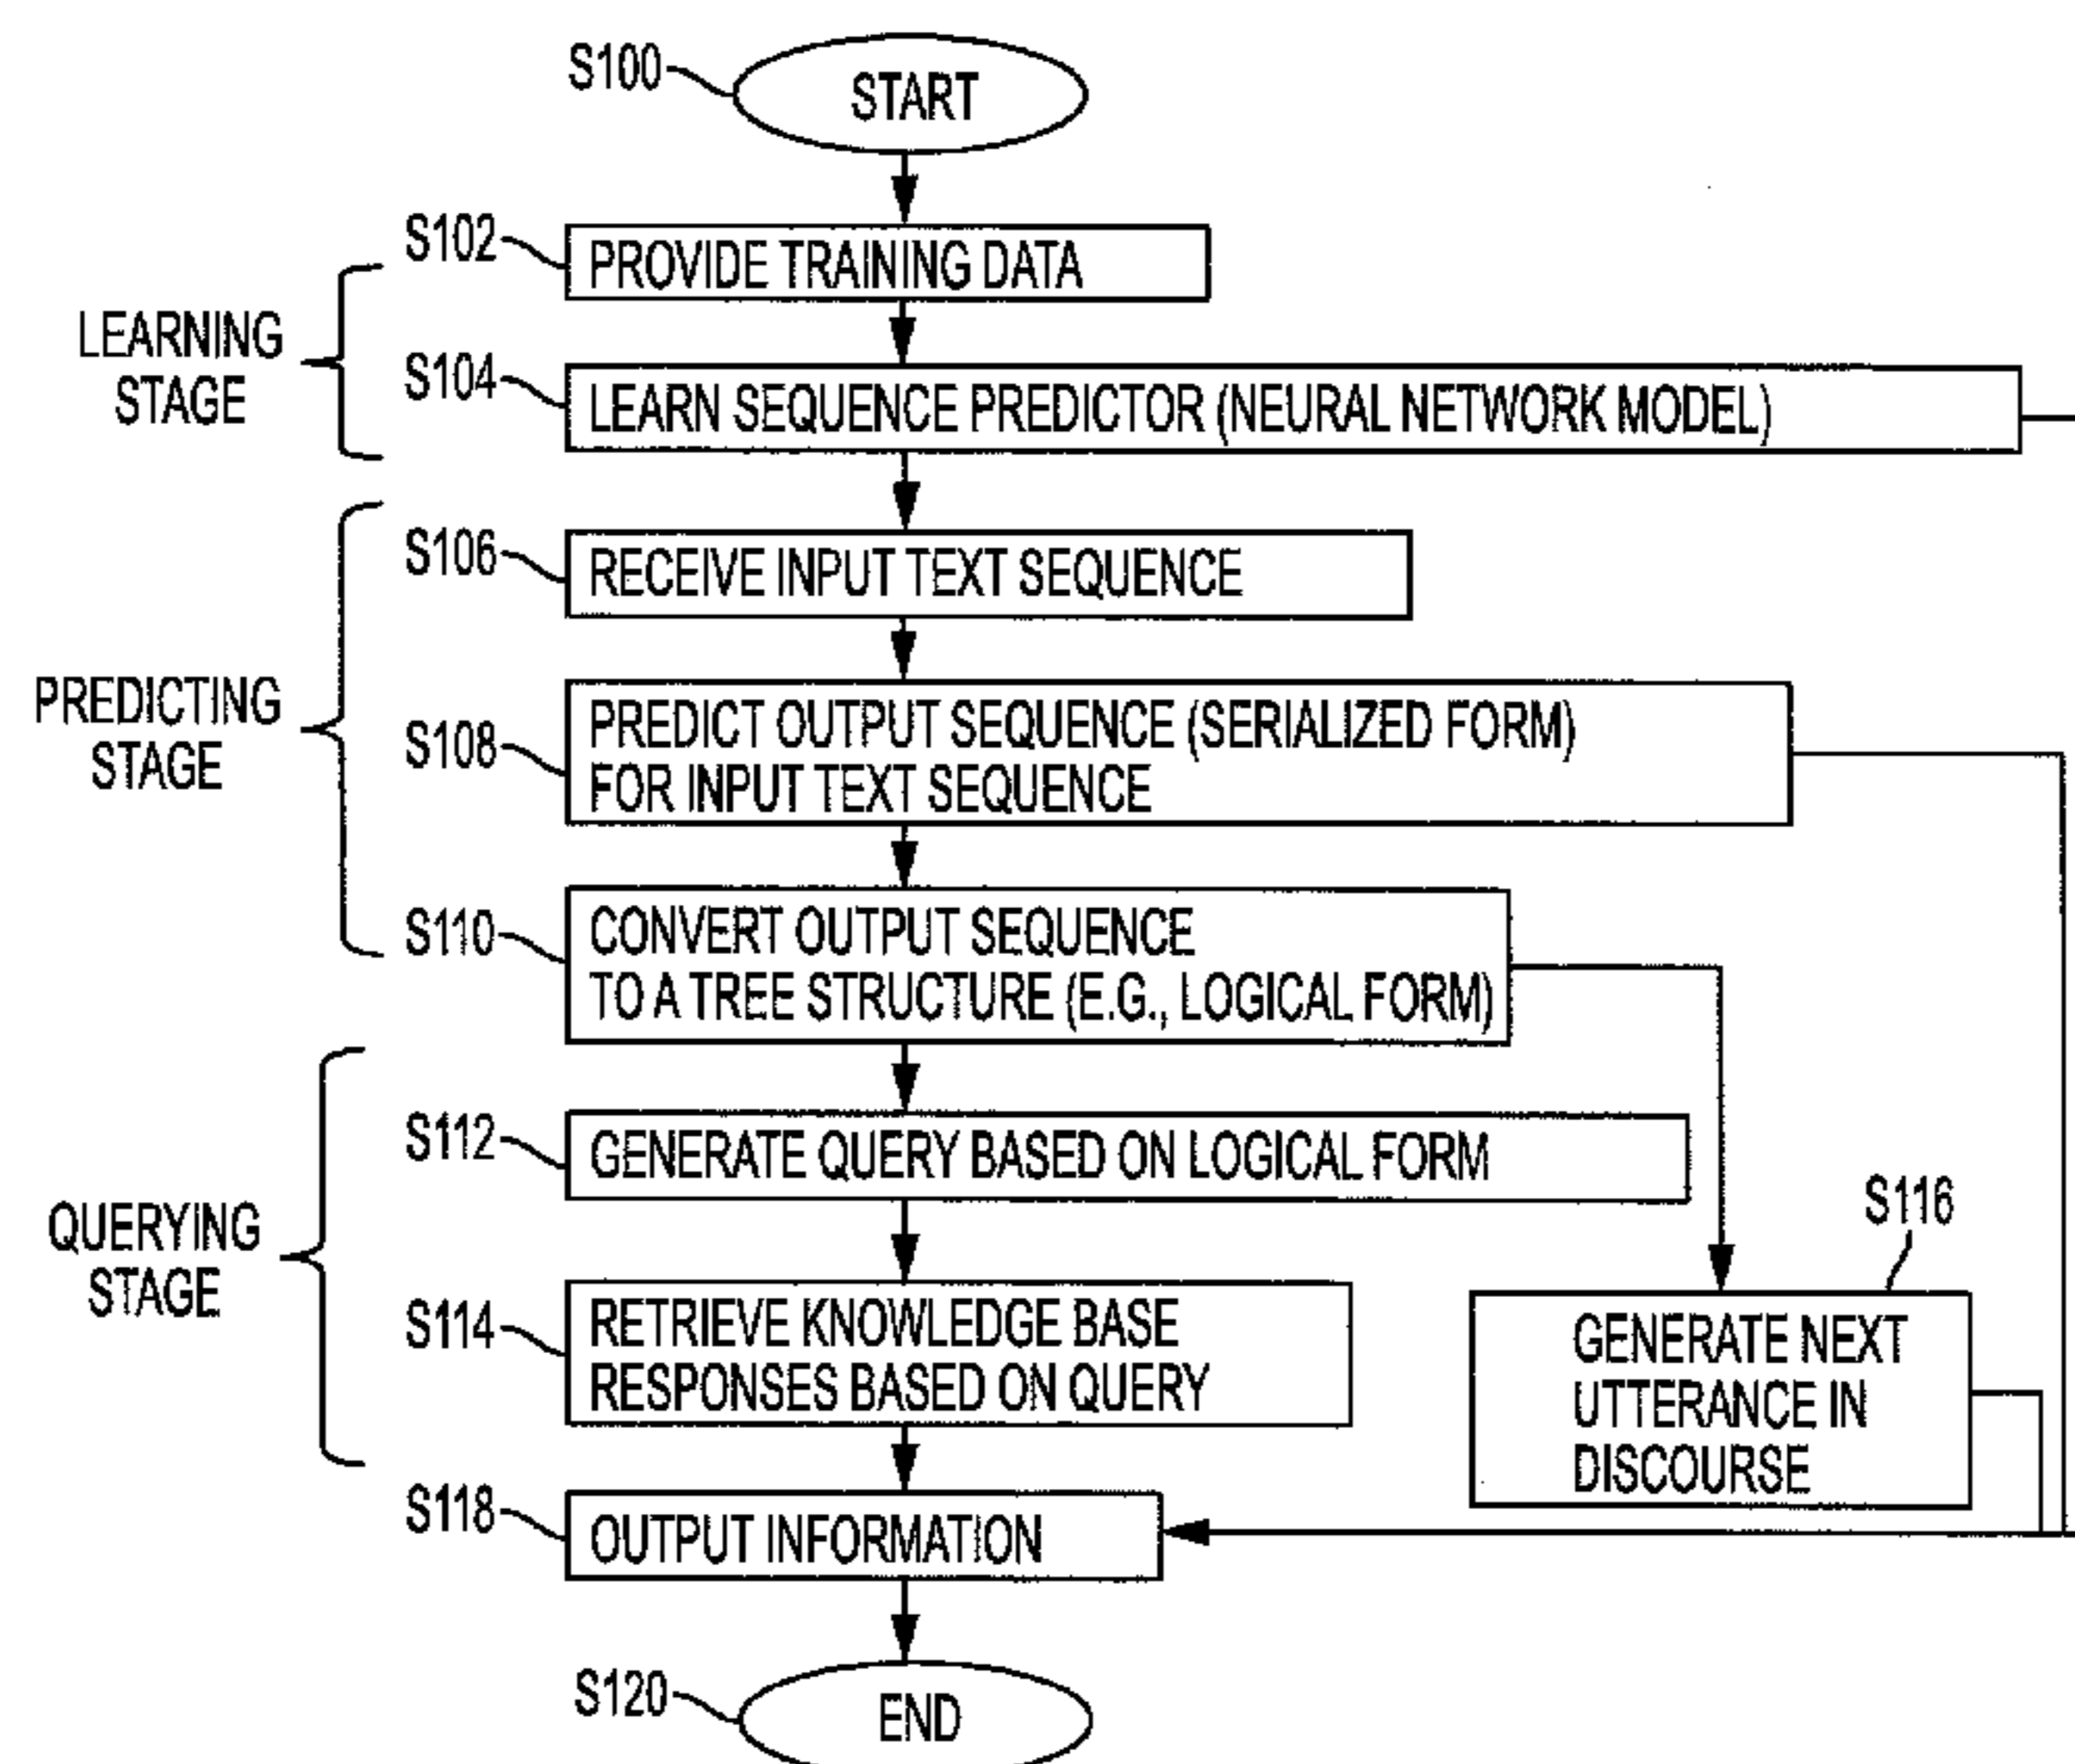 S100
START
S102
PROVIDE TRAINING DATA
LEARNING
STAGE
S104
LEARN SEQUENCE PREDICTOR (NEURAL NETWORK MODEL)
S106
RECEIVE INPUT TEXT SEQUENCE
PREDICTING
STAGE
S108
PREDICT OUTPUT SEQUENCE (SERIALIZED FORM)
FOR INPUT TEXT SEQUENCE
S110
CONVERT OUTPUT SEQUENCE
TO A TREE STRUCTURE (E.G., LOGICAL FORM)
S112
GENERATE QUERY BASED ON LOGICAL FORM
QUERYING
STAGE
S114
RETRIEVE KNOWLEDGE BASE
RESPONSES BASED ON QUERY
S116
GENERATE NEXT
UTTERANCE IN
DISCOURSE
S118
OUTPUT INFORMATION
S120
END